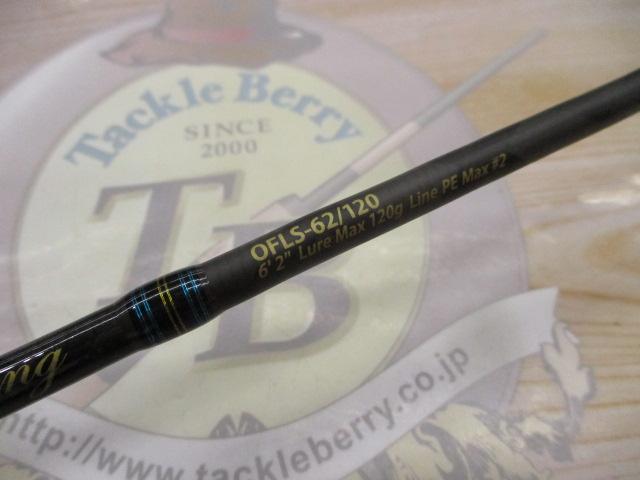 Tackle Berry
SINCE
2000
TB
OFLS-62/120
6' 2" Lure Max 120g Line PE Max #2
ng
http://www.tackleberry.co.jp